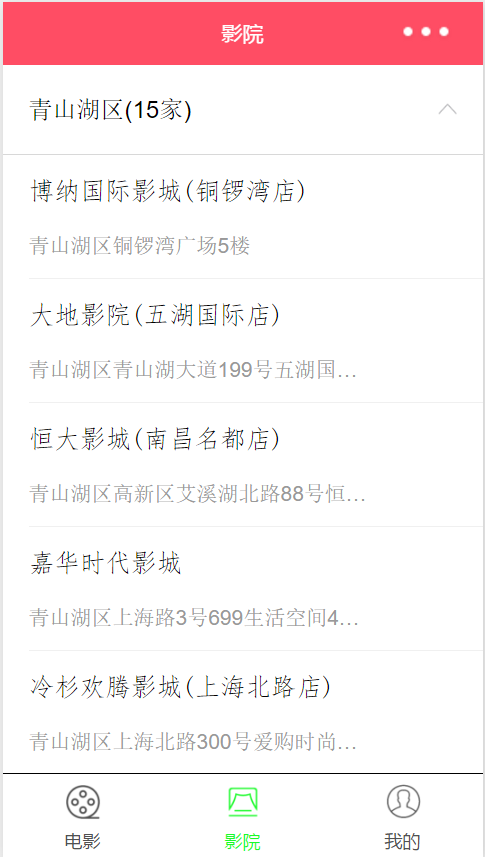 影院
青山湖区(15家)
博纳国际影城(铜锣湾店)
青山湖区铜锣湾广场5楼
大地影院(五湖国际店)
青山湖区青山湖大道199号五湖国…
恒大影城(南昌名都店)
青山湖区高新区艾溪湖北路88号恒…
嘉华时代影城
青山湖区上海路3号699生活空间4…
冷杉欢腾影城(上海北路店)
青山湖区上海北路300号爱购时尚…
电影 影院 我的